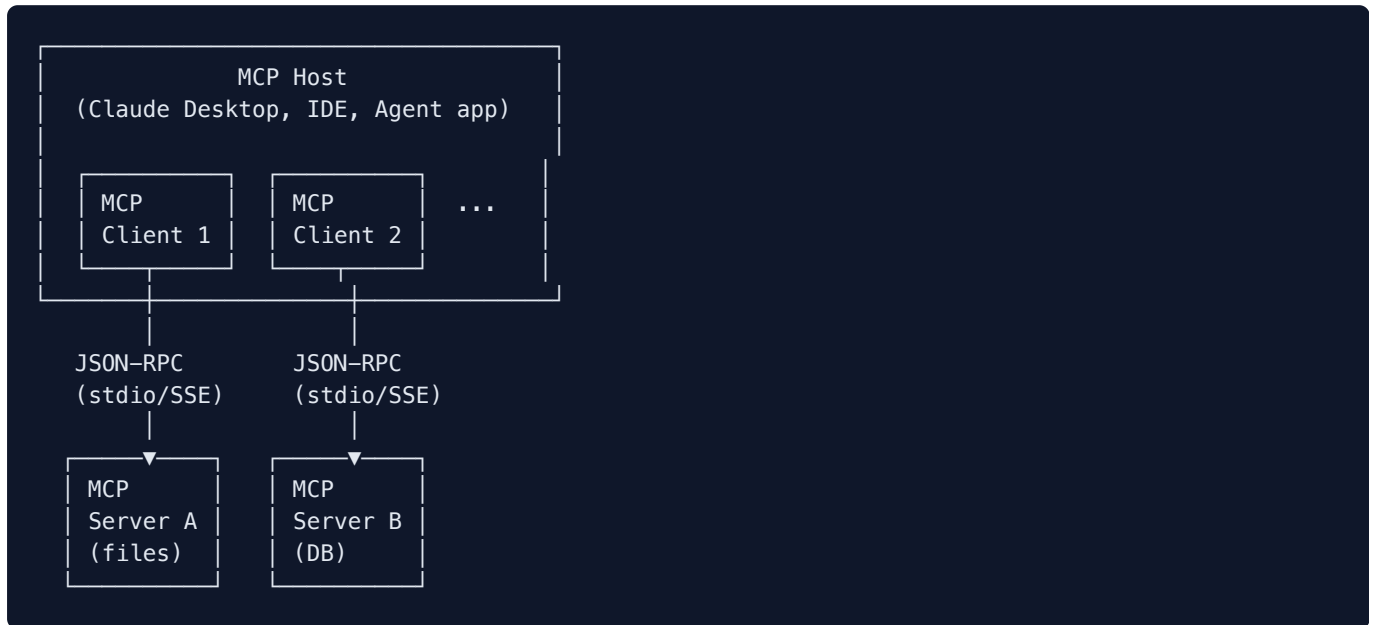 MCP Host
(Claude Desktop, IDE, Agent app)
MCP MCP ...
Client 1 Client 2
JSON-RPC JSON-RPC
(stdio/SSE) (stdio/SSE)
MCP MCP
Server A Server B
(files) (DB)